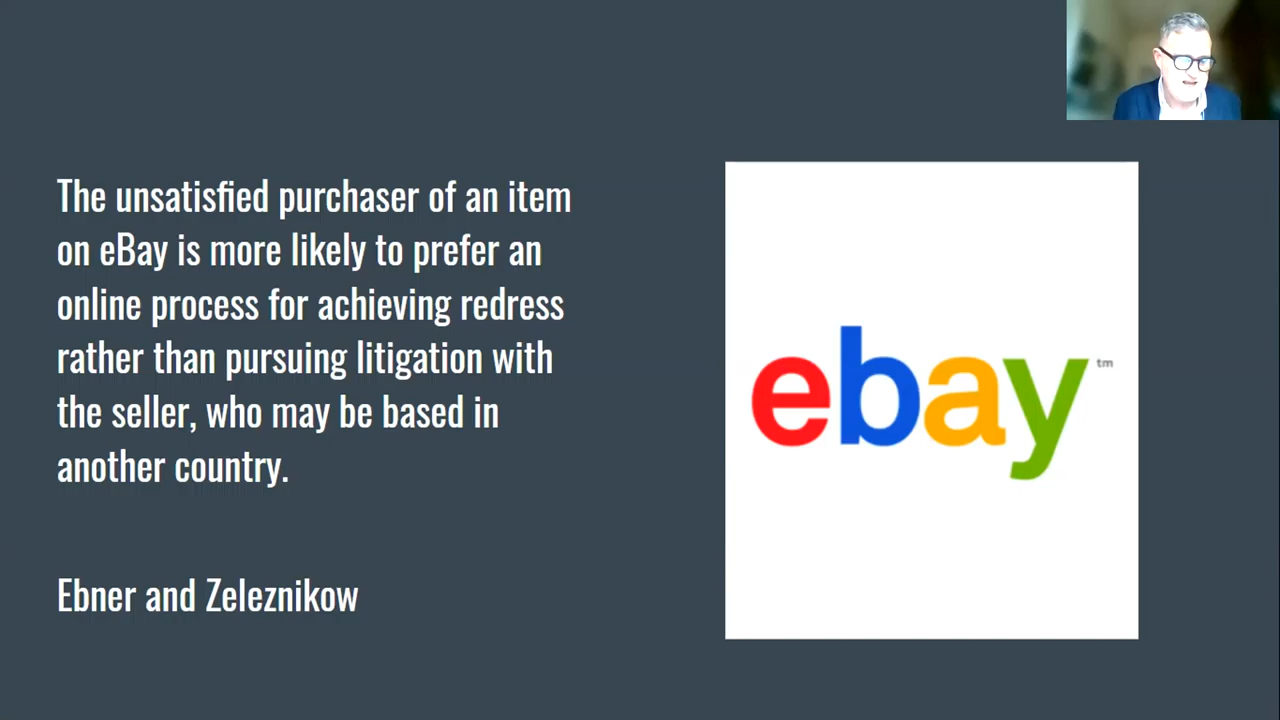 The unsatisfied purchaser of an item
on eBay is more likely to prefer an
online process for achieving redress
rather than pursuing litigation with
the seller, who may be based in
another country.
Ebner and Zeleznikow
ebay tm